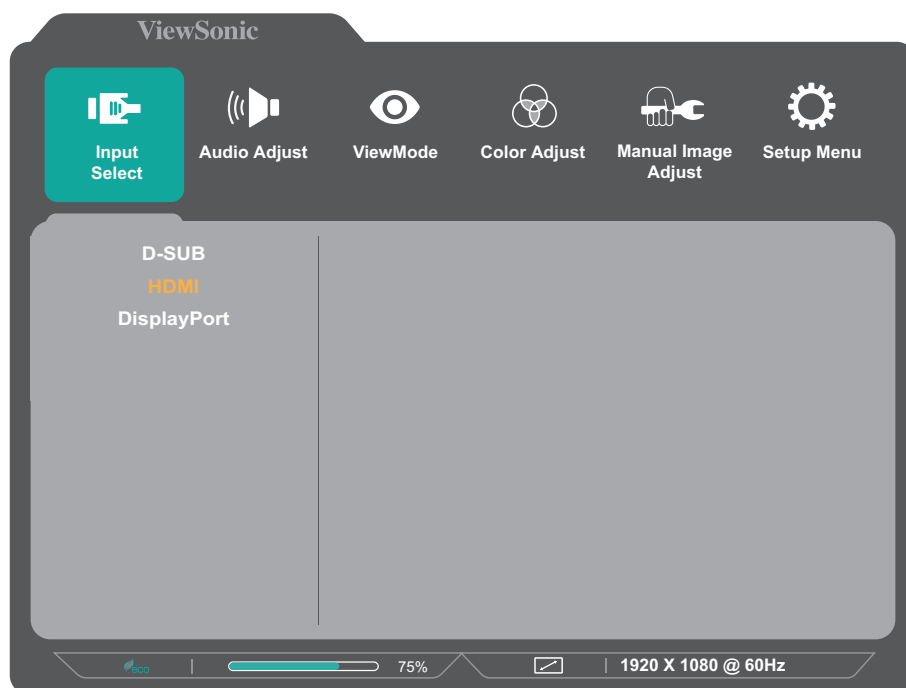 ViewSonic
Input
Select
Audio Adjust
ViewMode
Color Adjust
Manual Image
Adjust
Setup Menu
D-SUB
HDMI
DisplayPort
eco
75%
1920 X 1080 @ 60Hz